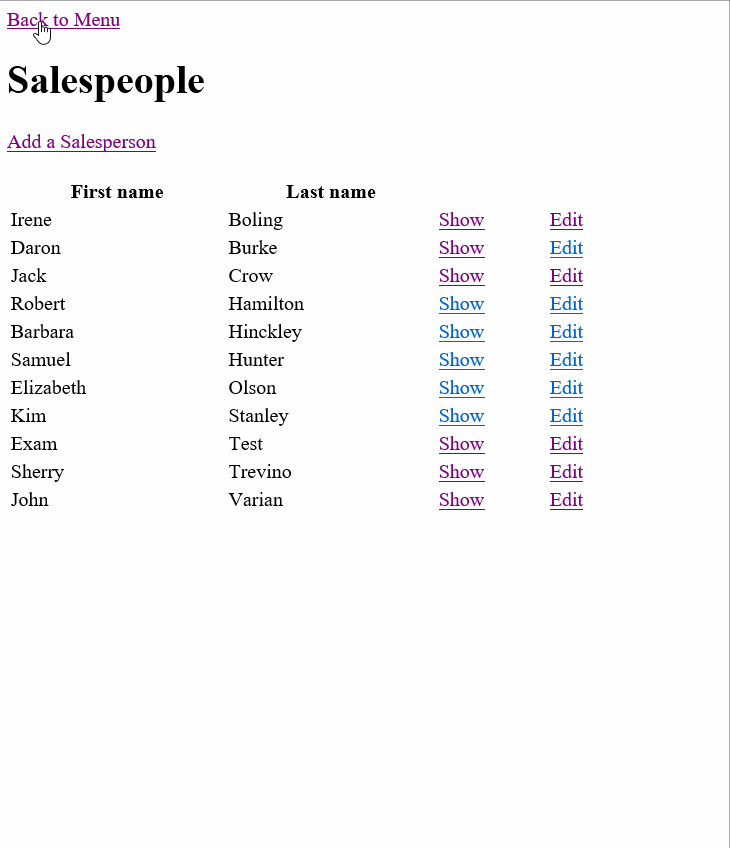 Back to Menu
Salespeople
Add a Salesperson
First name Last name
Irene Boling Show Edit
Daron Burke Show Edit
Jack Crow Show Edit
Robert Hamilton Show Edit
Barbara Hinckley Show Edit
Samuel Hunter Show Edit
Elizabeth Olson Show Edit
Kim Stanley Show Edit
Exam Test Show Edit
Sherry Trevino Show Edit
John Varian Show Edit